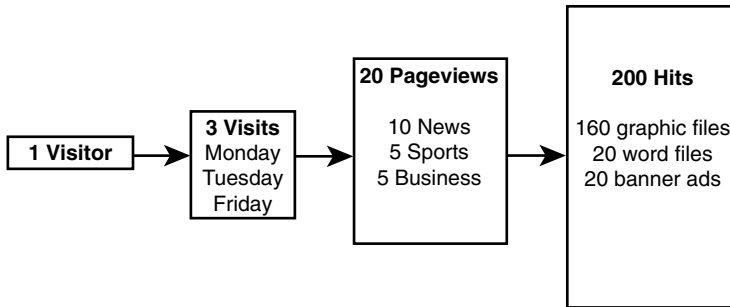 1 Visitor
3 Visits
Monday
Tuesday
Friday
20 Pageviews
10 News
5 Sports
5 Business
200 Hits
160 graphic files
20 word files
20 banner ads